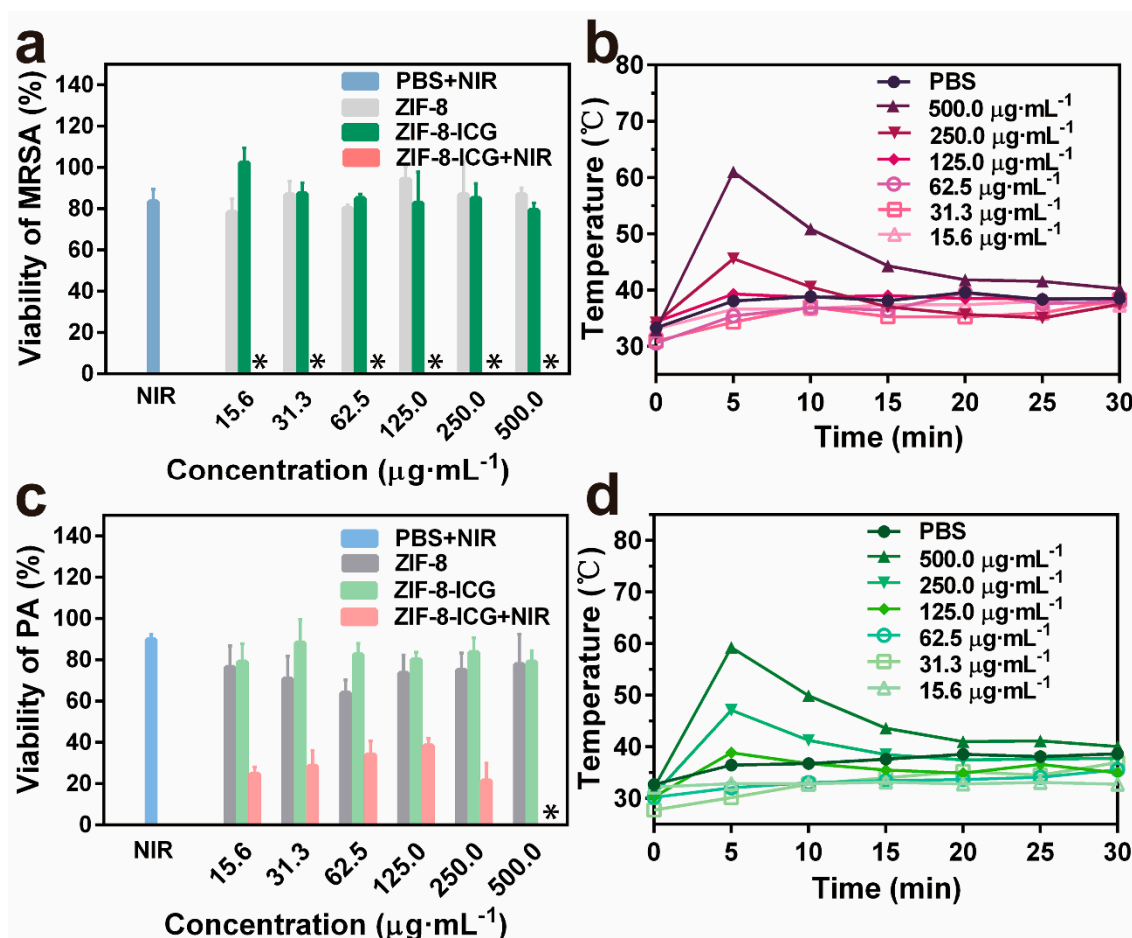 a
Viability of MRSA (%)
140
120
100
80
60
40
20
0
PBS+NIR
ZIF-8
ZIF-8-ICG
ZIF-8-ICG+NIR
* * * * * *
NIR 15.6 31.3 62.5 125.0 250.0 500.0
Concentration (μg·mL⁻¹)
b
Temperature (℃)
80
70
60
50
40
30
PBS
500.0 μg·mL⁻¹
250.0 μg·mL⁻¹
125.0 μg·mL⁻¹
62.5 μg·mL⁻¹
31.3 μg·mL⁻¹
15.6 μg·mL⁻¹
0 5 10 15 20 25 30
Time (min)
c
Viability of PA (%)
140
120
100
80
60
40
20
0
PBS+NIR
ZIF-8
ZIF-8-ICG
ZIF-8-ICG+NIR
*
NIR 15.6 31.3 62.5 125.0 250.0 500.0
Concentration (μg·mL⁻¹)
d
Temperature (℃)
80
70
60
50
40
30
PBS
500.0 μg·mL⁻¹
250.0 μg·mL⁻¹
125.0 μg·mL⁻¹
62.5 μg·mL⁻¹
31.3 μg·mL⁻¹
15.6 μg·mL⁻¹
0 5 10 15 20 25 30
Time (min)